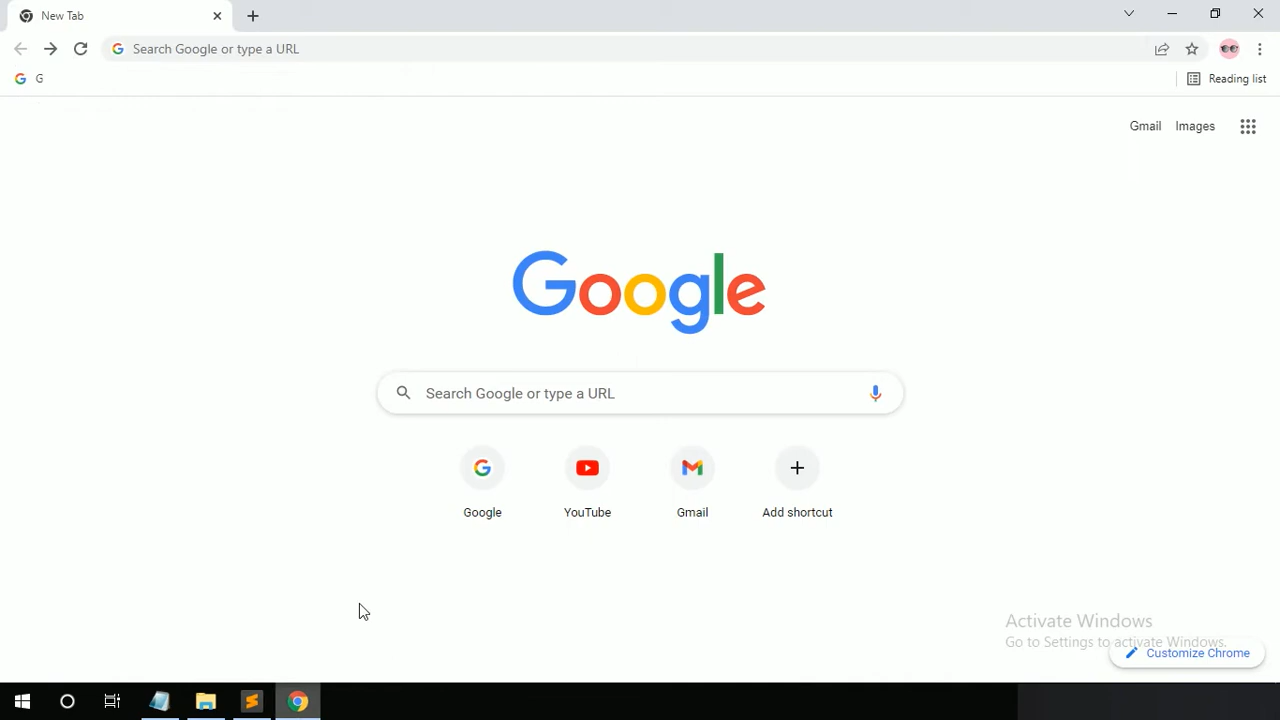 New Tab
Search Google or type a URL
G
Reading list
Gmail Images
Google
Search Google or type a URL
Google YouTube Gmail Add shortcut
Activate Windows
Go to Settings to activate Windows.
Customize Chrome